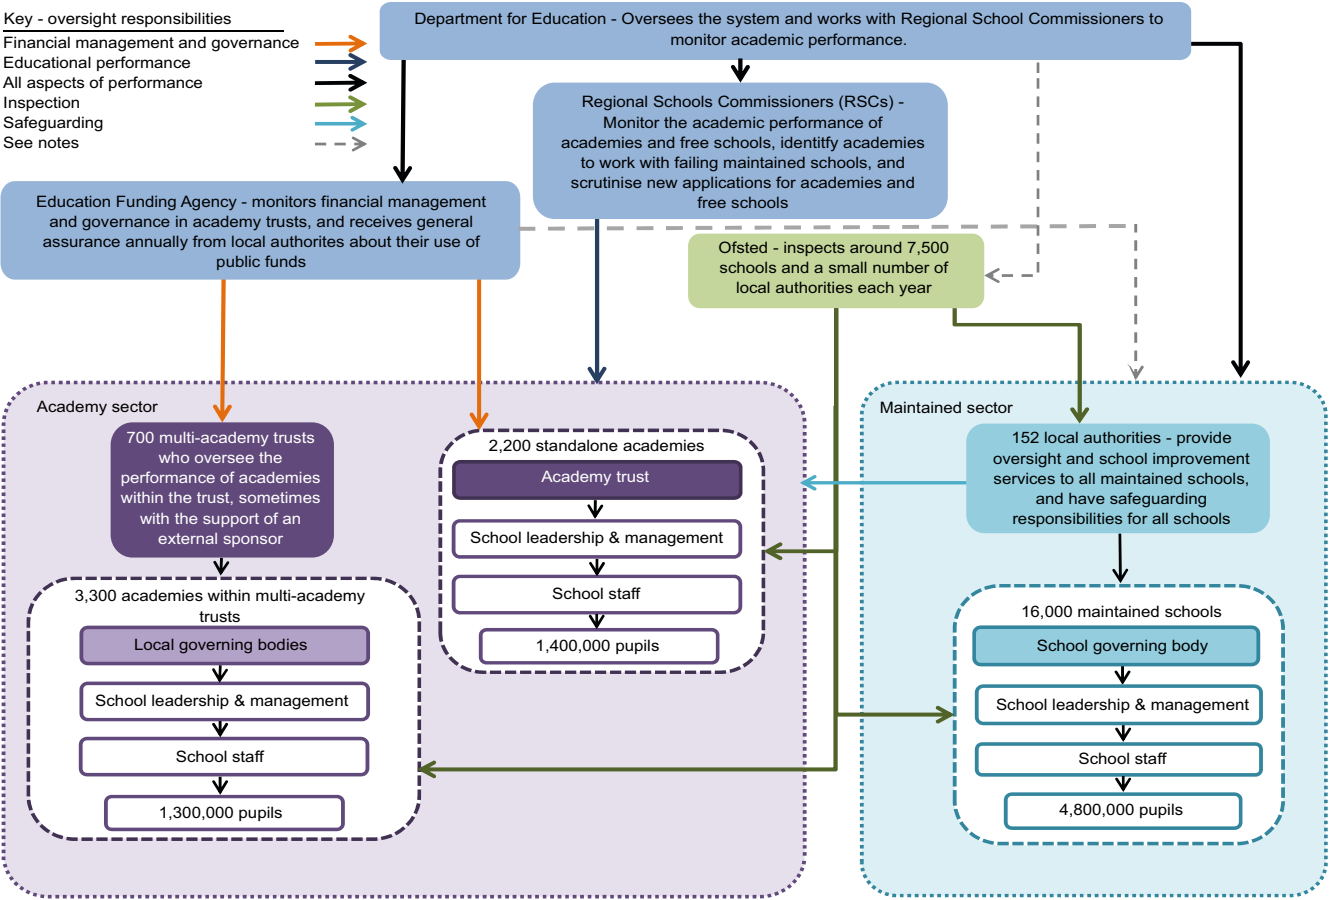 Key - oversight responsibilities
Financial management and governance
Educational performance
All aspects of performance
Inspection
Safeguarding
See notes
Department for Education - Oversees the system and works with Regional School Commissioners to
monitor academic performance.
Regional Schools Commissioners (RSCs) -
Monitor the academic performance of
academies and free schools, identitfy academies
to work with failing maintained schools, and
scrutinise new applications for academies and
free schools
Education Funding Agency - monitors financial management
and governance in academy trusts, and receives general
assurance annually from local authorites about their use of
public funds
Ofsted - inspects around 7,500
schools and a small number of
local authorities each year
Academy sector
700 multi-academy trusts
who oversee the
performance of academies
within the trust, sometimes
with the support of an
external sponsor
3,300 academies within multi-academy
trusts
Local governing bodies
School leadership & management
School staff
1,300,000 pupils
2,200 standalone academies
Academy trust
School leadership & management
School staff
1,400,000 pupils
Maintained sector
152 local authorities - provide
oversight and school improvement
services to all maintained schools,
and have safeguarding
responsibilities for all schools
16,000 maintained schools
School governing body
School leadership & management
School staff
4,800,000 pupils